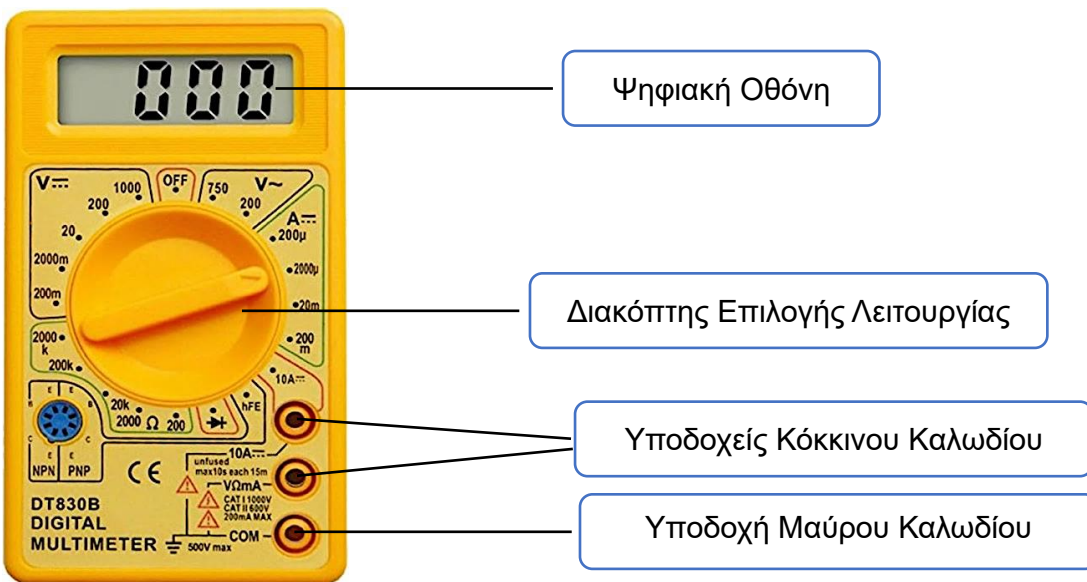 000
Ψηφιακή Οθόνη
V⎓
1000
OFF
750
V~
200
200
A⎓
20
200μ
2000m
2000μ
200m
20m
Διακόπτης Επιλογής Λειτουργίας
2000
k
200
m
200k
10A⎓
20k
2000 Ω 200
hFE
E E
B B
C C
E E
NPN PNP
CE
10A⎓
unfused
max10s each 15m
Υποδοχείς Κόκκινου Καλωδίου
VΩmA
CAT I 1000V
CAT II 600V
200mA MAX
DT830B
DIGITAL
MULTIMETER
COM
500V max
Υποδοχή Μαύρου Καλωδίου